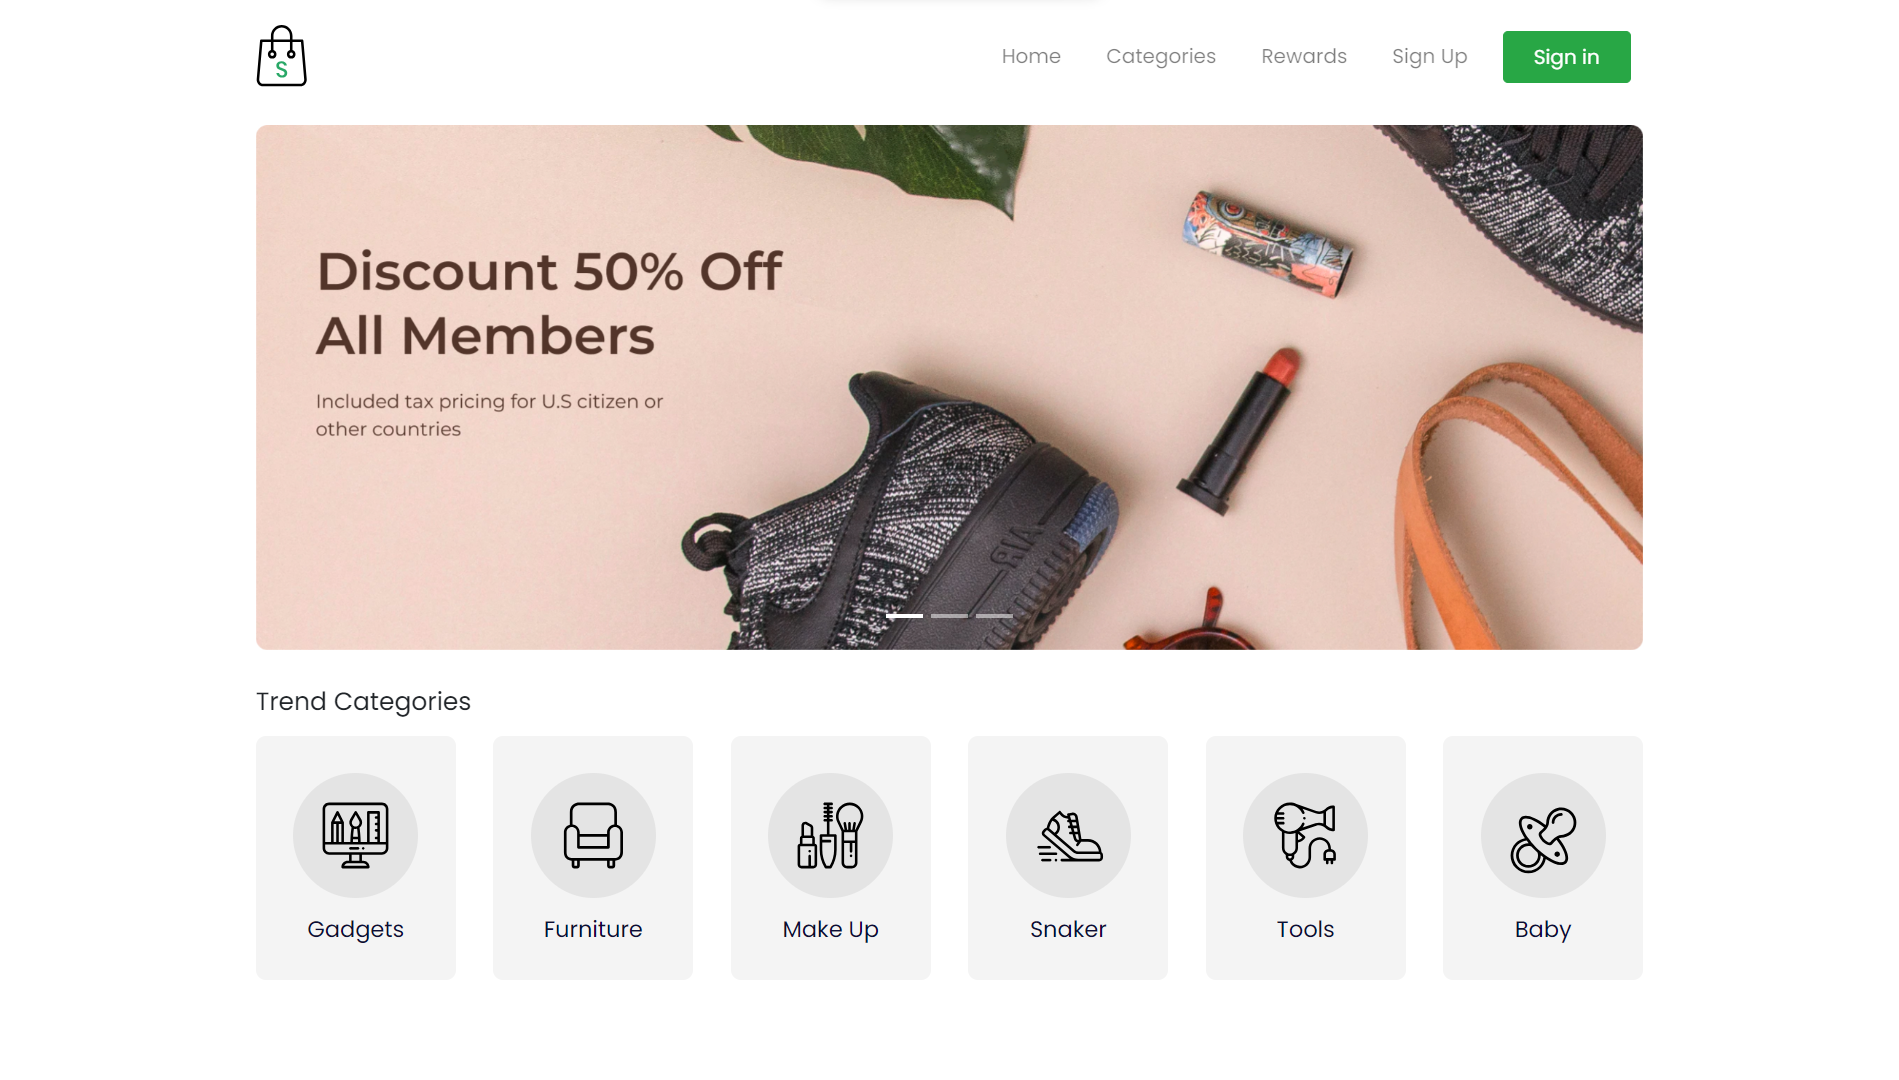 S
Home
Categories
Rewards
Sign Up
Sign in
Discount 50% Off
All Members
Included tax pricing for U.S citizen or
other countries
AIR
Trend Categories
Gadgets
Furniture
Make Up
Snaker
Tools
Baby